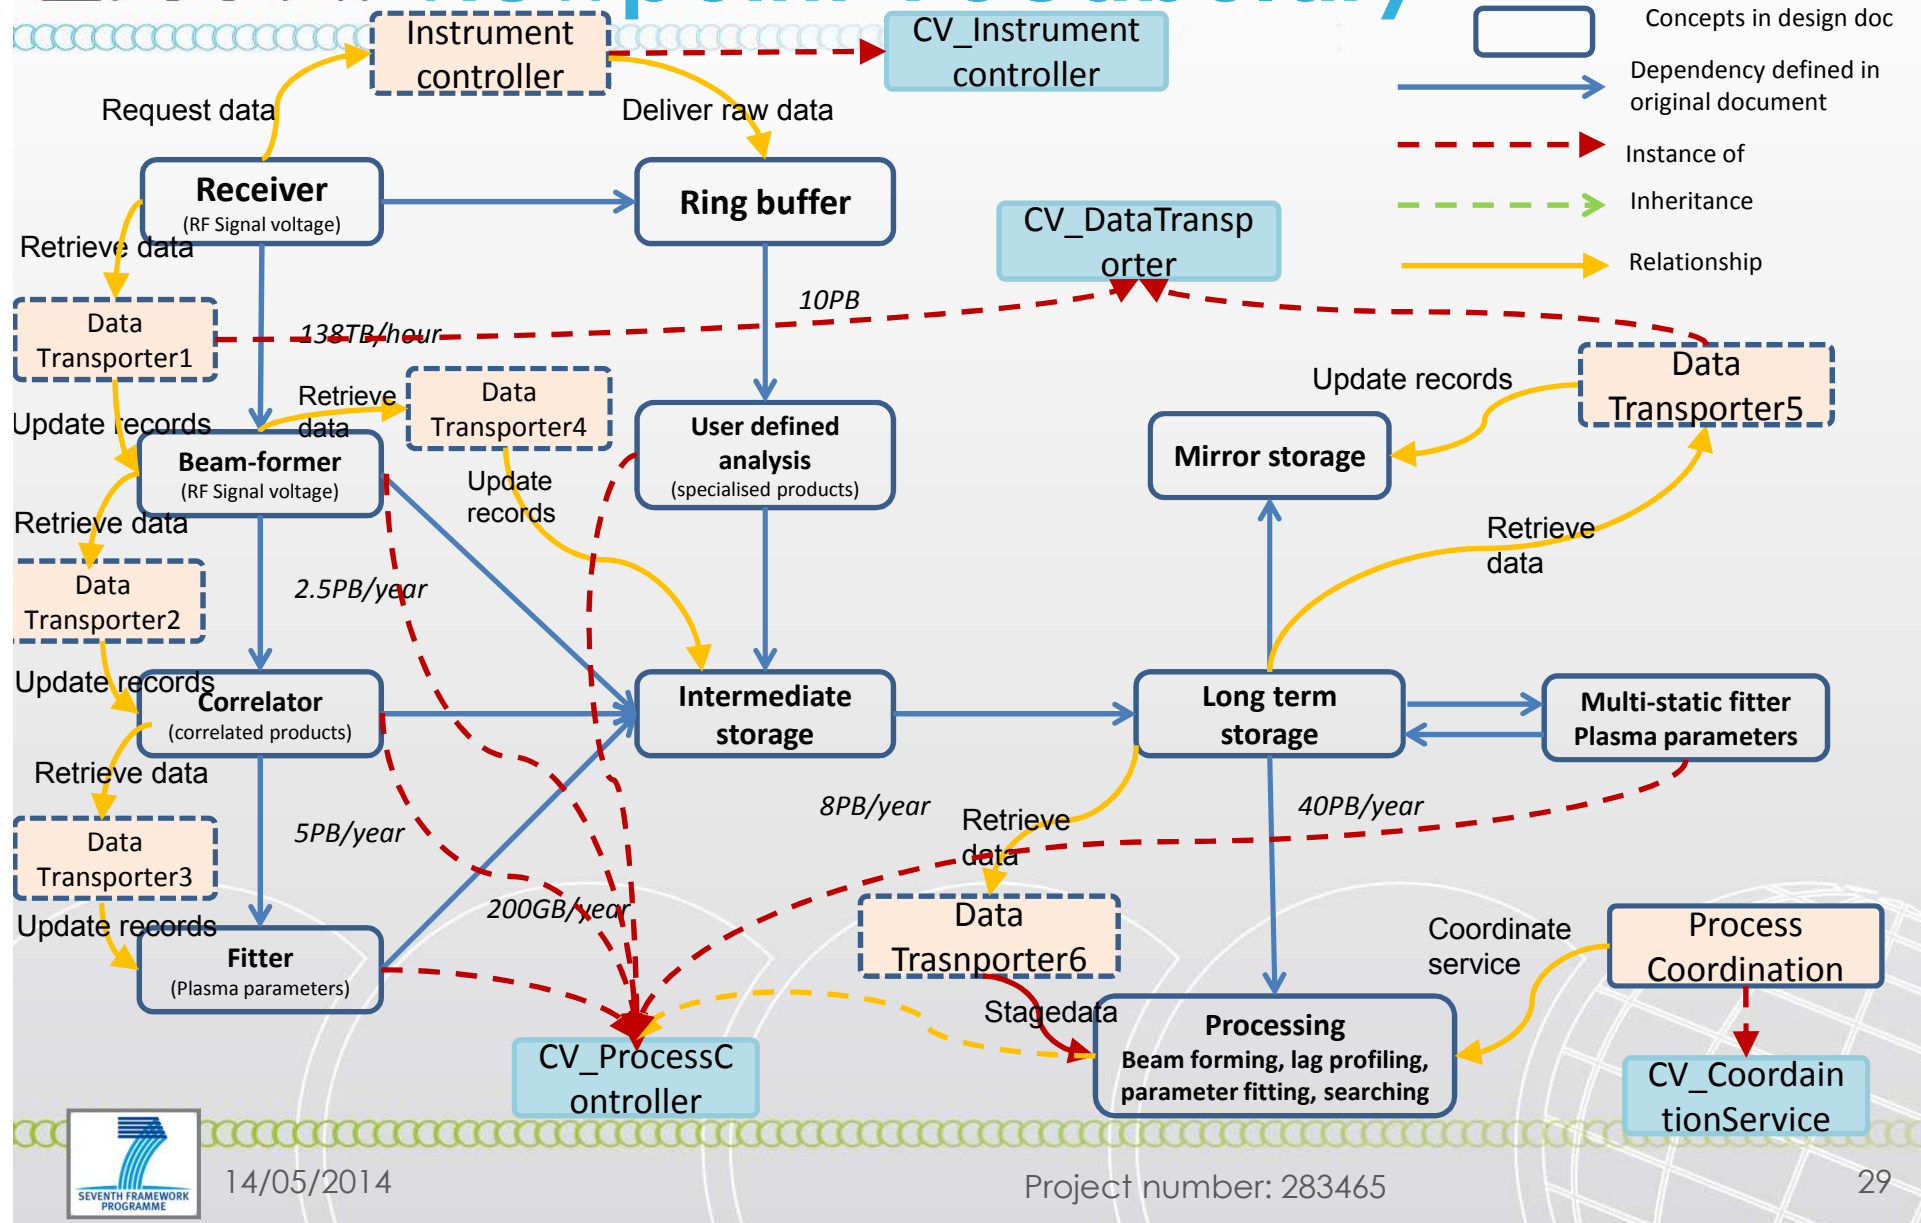 Concepts in design doc
Dependency defined in
original document
Instance of
Inheritance
Relationship
Instrument
controller
CV_Instrument
controller
Request data
Deliver raw data
Receiver
(RF Signal voltage)
Ring buffer
CV_DataTransp
orter
Retrieve data
10PB
138TB/hour
Data
Transporter1
Data
Transporter5
Update records
Retrieve
data
Data
Transporter4
Update records
User defined
analysis
(specialised products)
Mirror storage
Beam-former
(RF Signal voltage)
Update
records
Retrieve data
Retrieve
data
Data
Transporter2
2.5PB/year
Update records
Correlator
(correlated products)
Intermediate
storage
Long term
storage
Multi-static fitter
Plasma parameters
Retrieve data
8PB/year
40PB/year
Retrieve
data
Data
Transporter3
5PB/year
200GB/year
Update records
Data
Trasnporter6
Coordinate
service
Process
Coordination
Fitter
(Plasma parameters)
Stagedata
Processing
Beam forming, lag profiling,
parameter fitting, searching
CV_ProcessC
ontroller
CV_Coordain
tionService
SEVENTH FRAMEWORK
PROGRAMME
14/05/2014
Project number: 283465
29